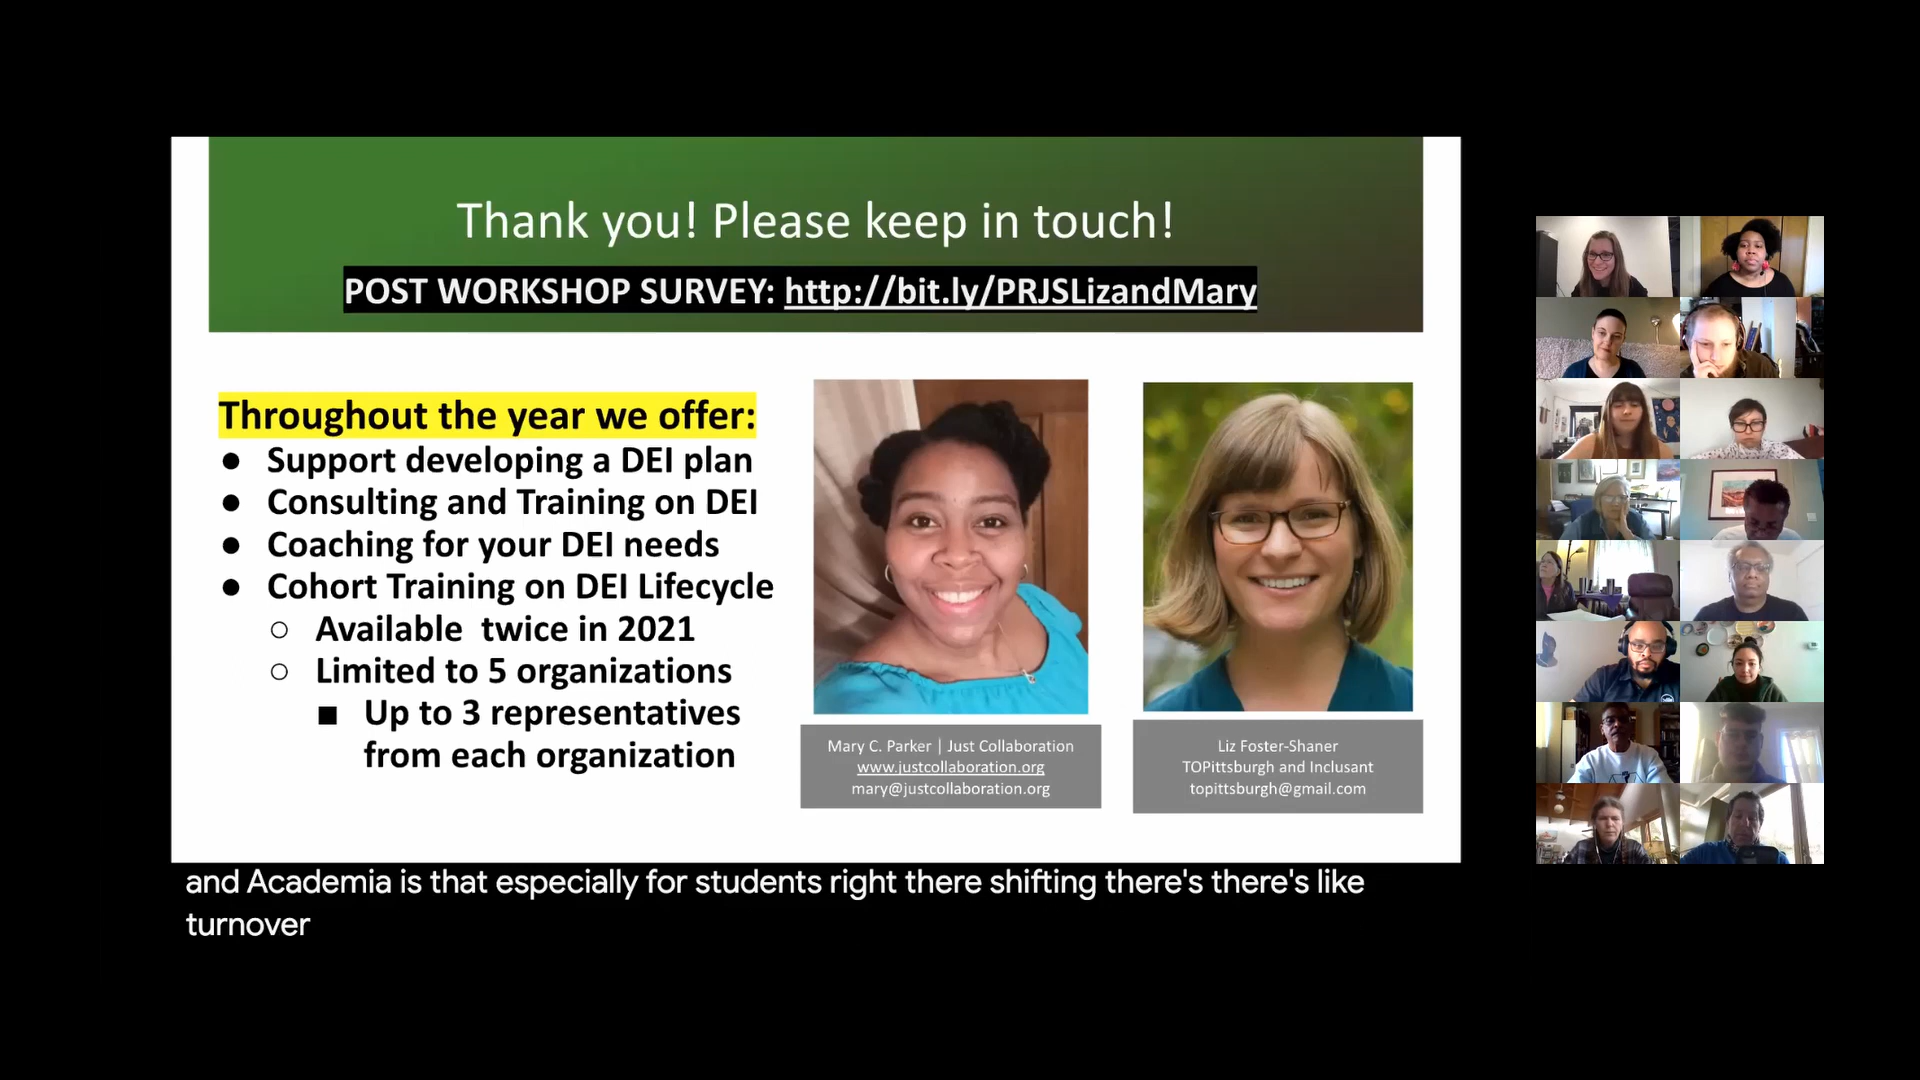 Thank you! Please keep in touch!
POST WORKSHOP SURVEY: http://bit.ly/PRJSLizandMary
Throughout the year we offer:
● Support developing a DEI plan
● Consulting and Training on DEI
● Coaching for your DEI needs
● Cohort Training on DEI Lifecycle
○ Available twice in 2021
○ Limited to 5 organizations
■ Up to 3 representatives
from each organization
Mary C. Parker | Just Collaboration
www.justcollaboration.org
mary@justcollaboration.org
Liz Foster-Shaner
TOPittsburgh and Inclusant
topittsburgh@gmail.com
and Academia is that especially for students right there shifting there's there's like
turnover